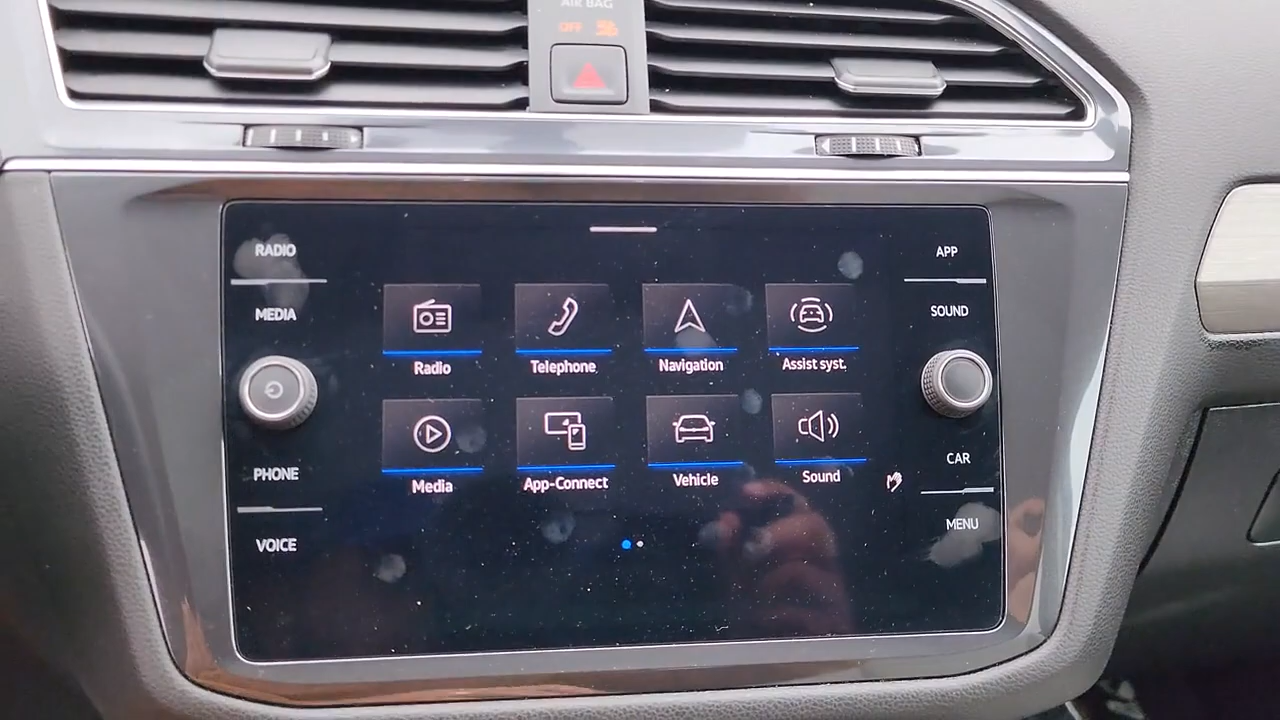 AIR BAG
OFF
RADIO
MEDIA
PHONE
VOICE
Radio
Telephone
Navigation
Assist syst.
Media
App-Connect
Vehicle
Sound
APP
SOUND
CAR
MENU